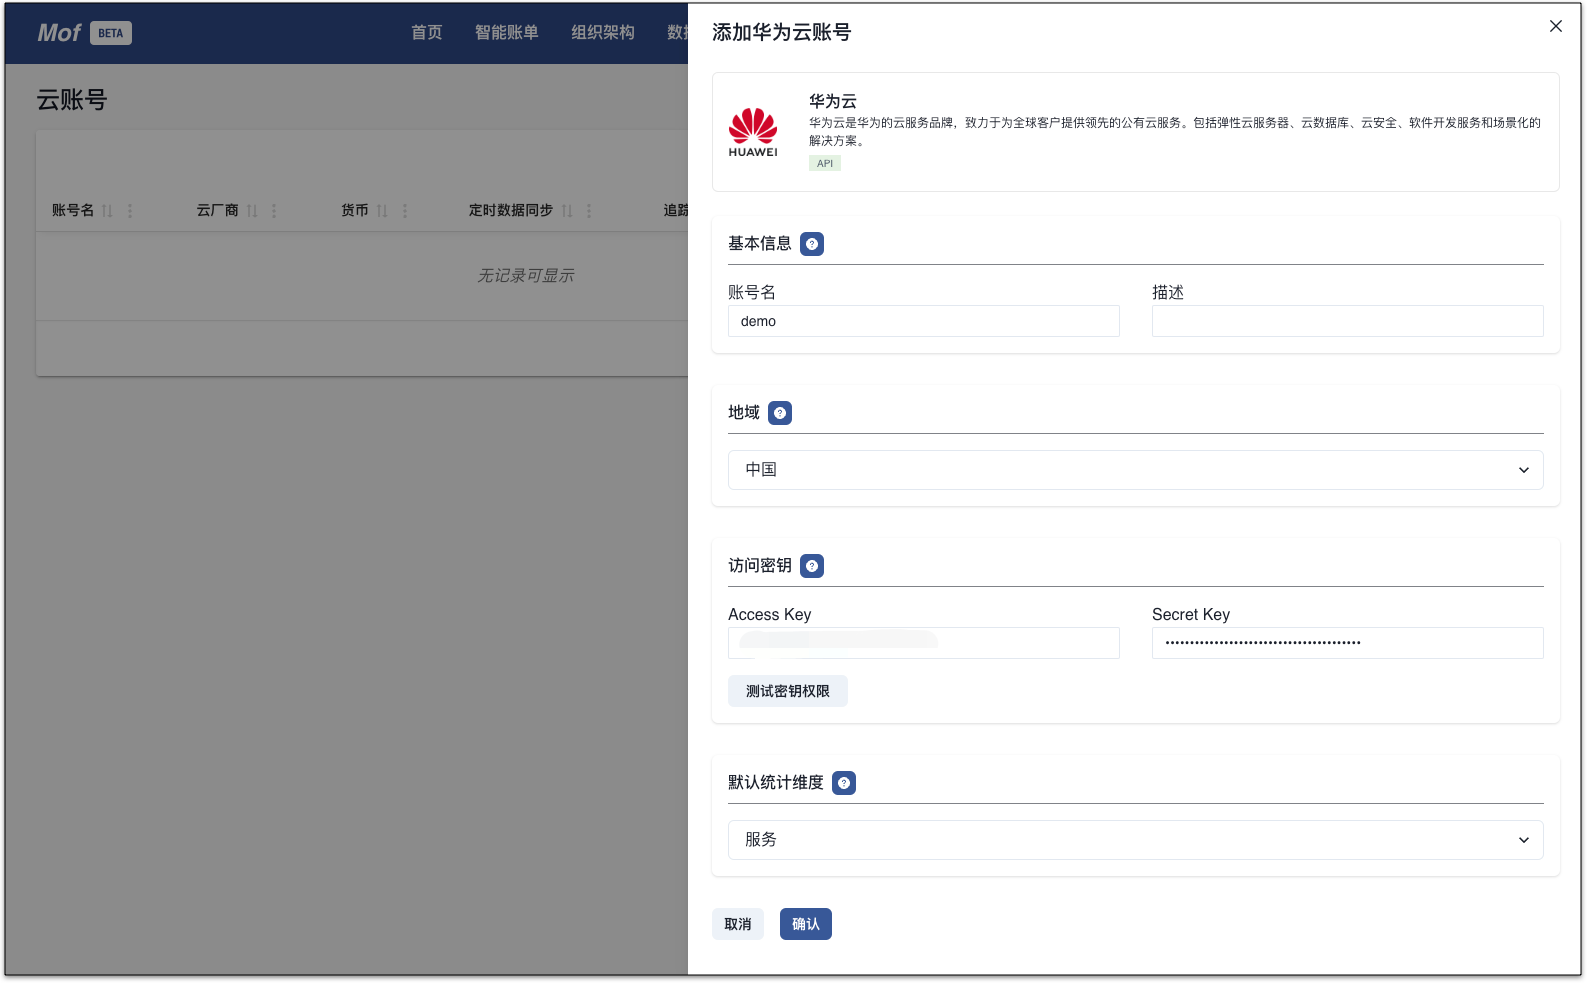 Mof BETA
首页 智能账单 组织架构
云账号
账号名 云厂商 货币 定时数据同步 追踪
无记录可显示
添加华为云账号
HUAWEI
华为云
华为云是华为的云服务品牌，致力于为全球客户提供领先的公有云服务。包括弹性云服务器、云数据库、云安全、软件开发服务和场景化的
解决方案。
API
基本信息
账号名 描述
demo
地域
中国
访问密钥
Access Key Secret Key
••••••••••••••••••••••••••••••••••••••••
测试密钥权限
默认统计维度
服务
取消 确认